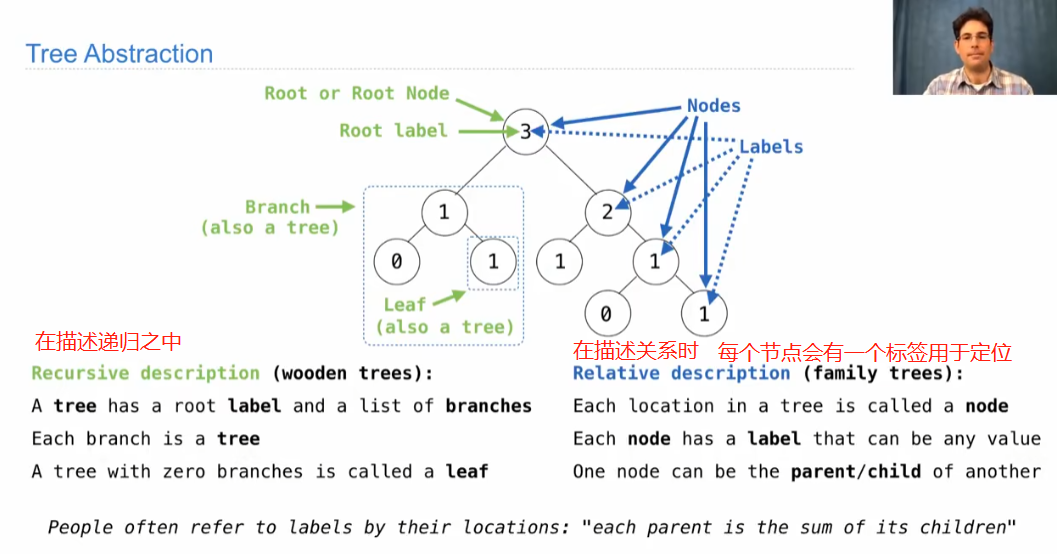 Tree Abstraction
Root or Root Node
Root label
Nodes
Labels
3
Branch
(also a tree)
1
2
0
1
1
1
Leaf
(also a tree)
0
1
在描述递归之中
Recursive description (wooden trees):
A tree has a root label and a list of branches
Each branch is a tree
A tree with zero branches is called a leaf
在描述关系时 每个节点会有一个标签用于定位
Relative description (family trees):
Each location in a tree is called a node
Each node has a label that can be any value
One node can be the parent/child of another
People often refer to labels by their locations: "each parent is the sum of its children"